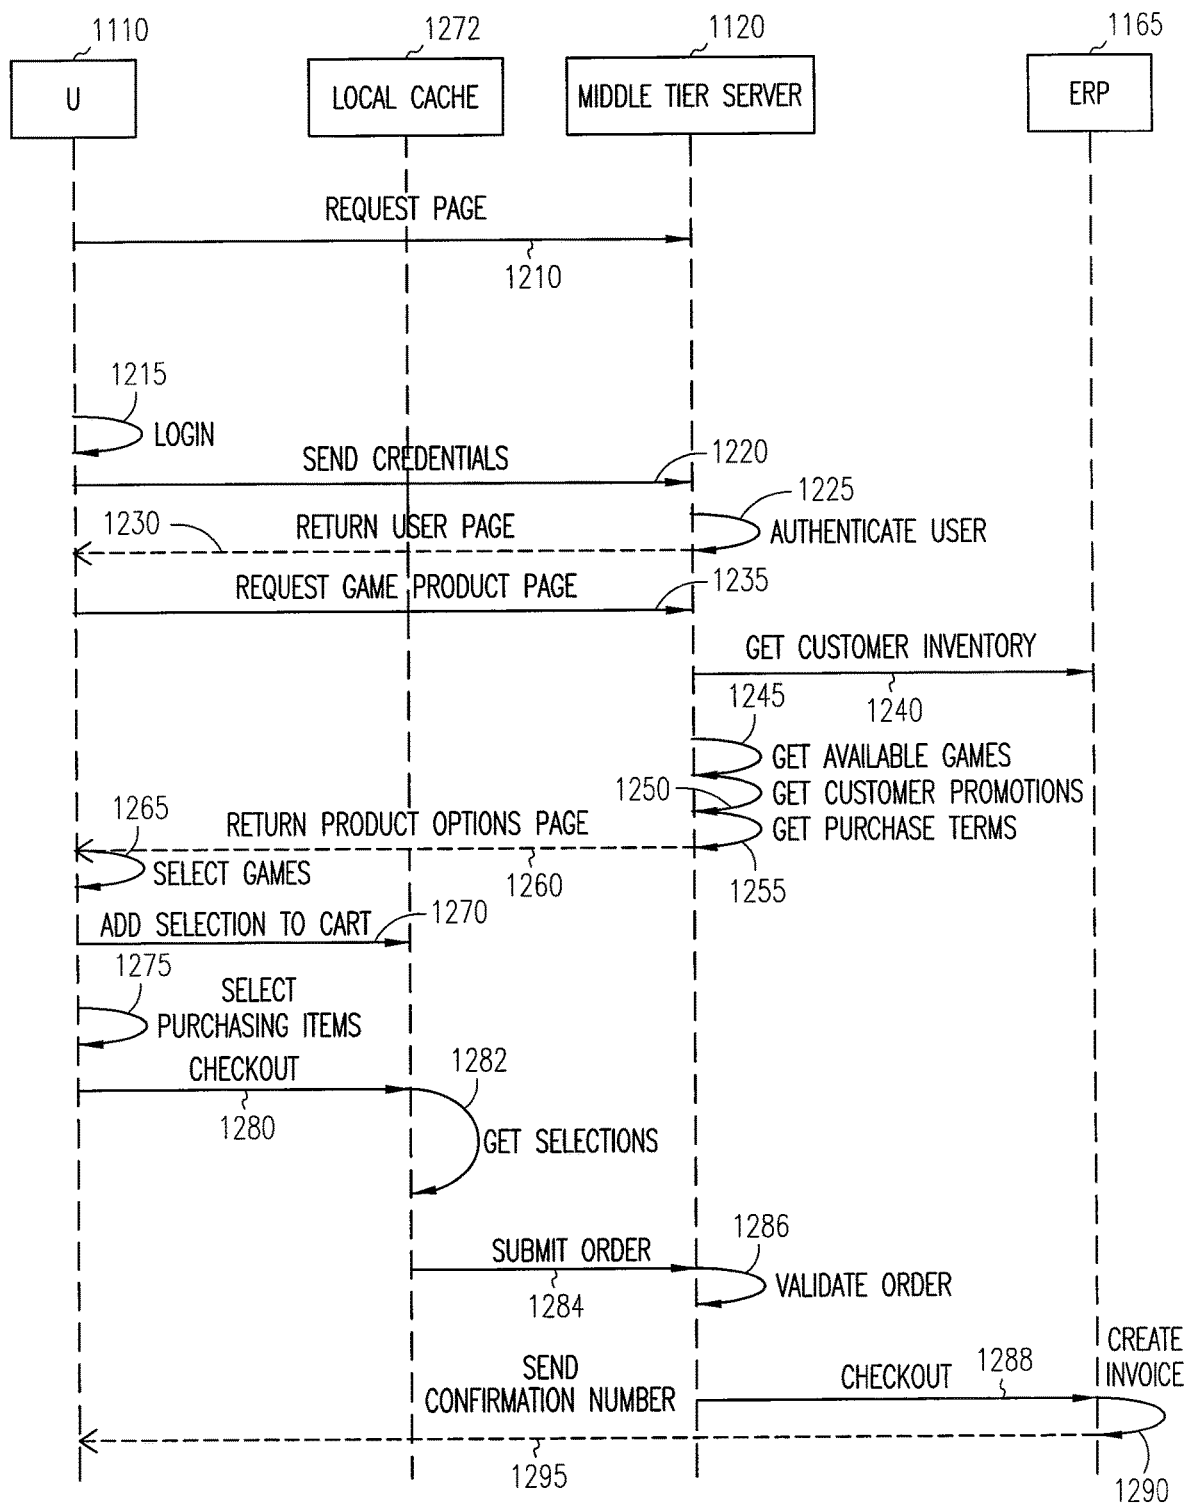 1110
1272
1120
1165
U
LOCAL CACHE
MIDDLE TIER SERVER
ERP
REQUEST PAGE
1210
1215
LOGIN
SEND CREDENTIALS
1220
1225
1230
RETURN USER PAGE
AUTHENTICATE USER
REQUEST GAME PRODUCT PAGE
1235
GET CUSTOMER INVENTORY
1240
1245
GET AVAILABLE GAMES
1250
GET CUSTOMER PROMOTIONS
1265
RETURN PRODUCT OPTIONS PAGE
GET PURCHASE TERMS
SELECT GAMES
1260
1255
ADD SELECTION TO CART
1270
1275
SELECT
PURCHASING ITEMS
CHECKOUT
1282
1280
GET SELECTIONS
SUBMIT ORDER
1286
1284
VALIDATE ORDER
SEND
CONFIRMATION NUMBER
CHECKOUT
1288
CREATE
INVOICE
1295
1290